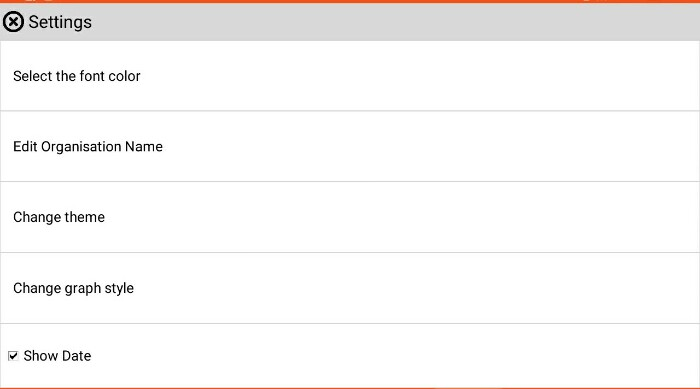 Settings
Select the font color
Edit Organisation Name
Change theme
Change graph style
Show Date